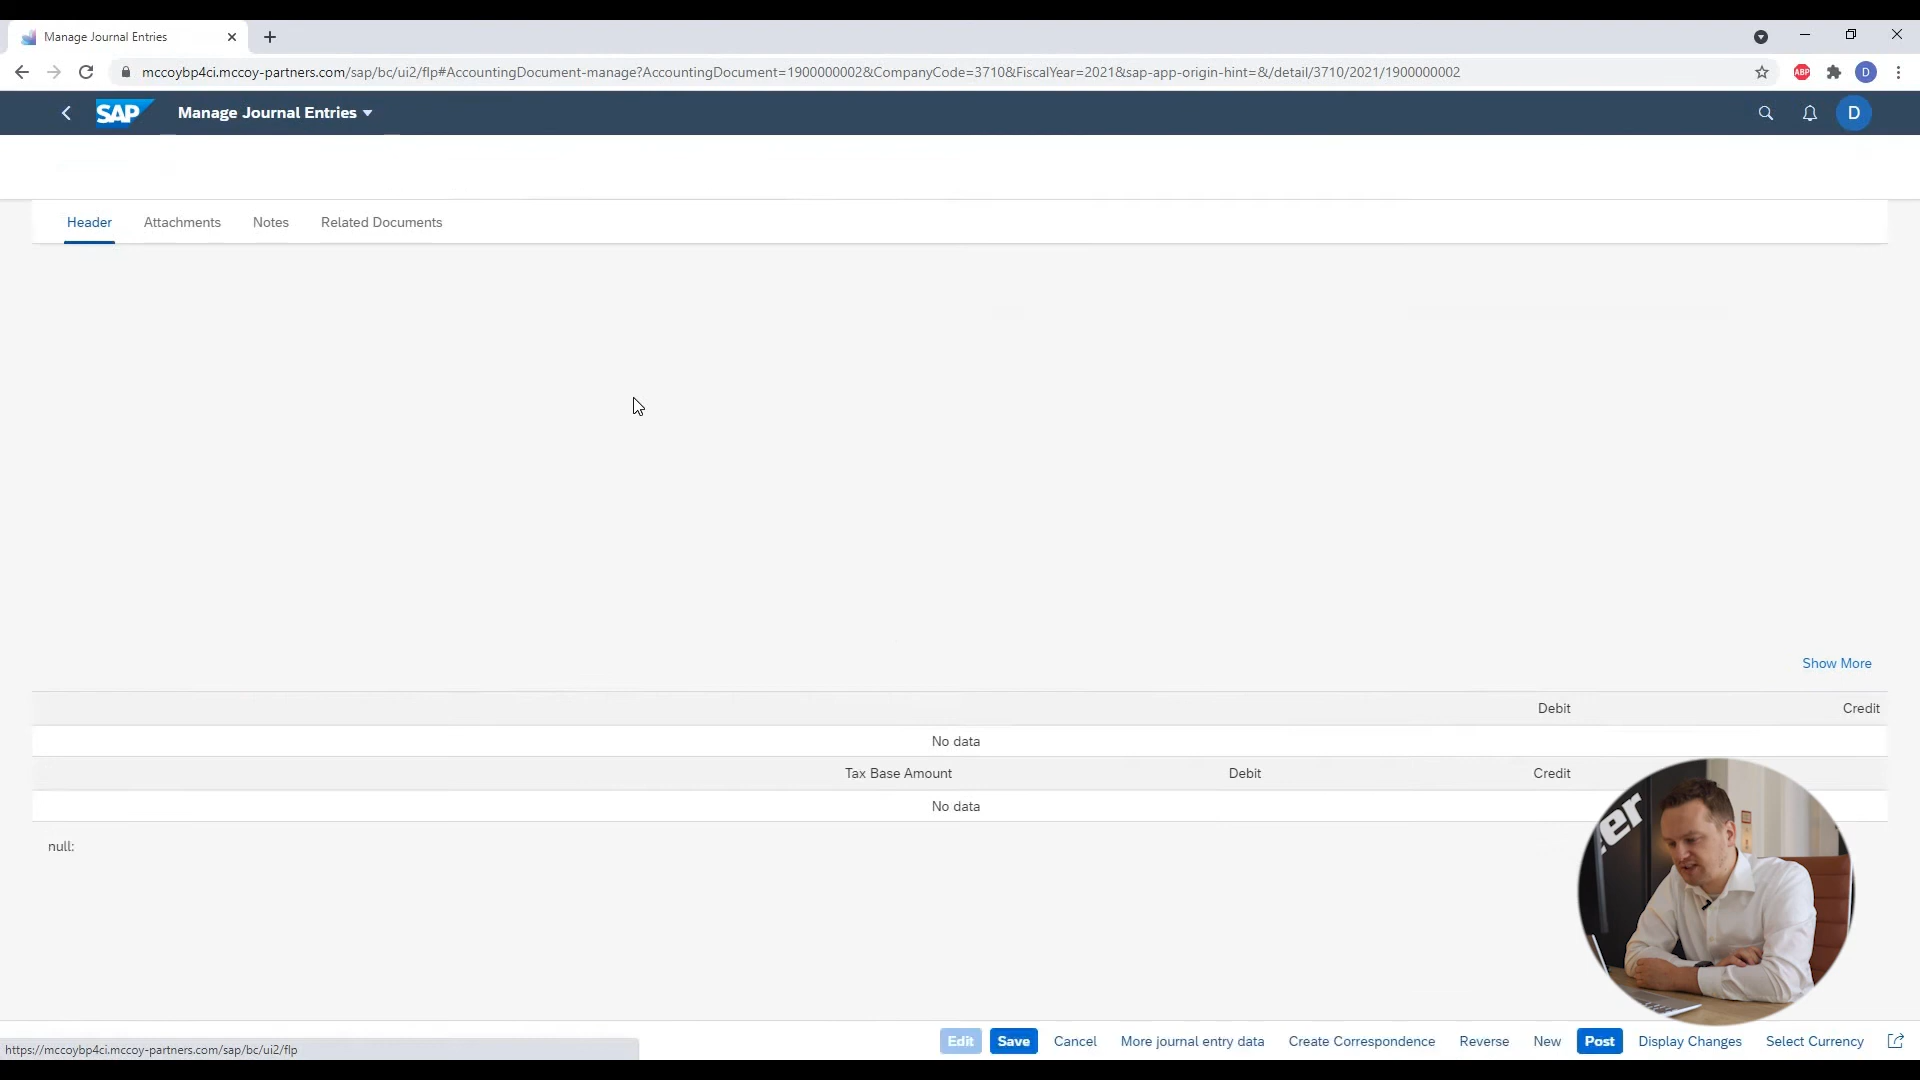 Manage Journal Entries
mccoybp4ci.mccoy-partners.com/sap/bc/ui2/flp#AccountingDocument-manage?AccountingDocument=1900000002&CompanyCode=3710&FiscalYear=2021&sap-app-origin-hint=&/detail/3710/2021/1900000002
ABP
D
SAP
Manage Journal Entries
D
Header
Attachments
Notes
Related Documents
Show More
Debit
Credit
No data
Tax Base Amount
Debit
Credit
No data
null:
https://mccoybp4ci.mccoy-partners.com/sap/bc/ui2/flp
Edit
Save
Cancel
More journal entry data
Create Correspondence
Reverse
New
Post
Display Changes
Select Currency